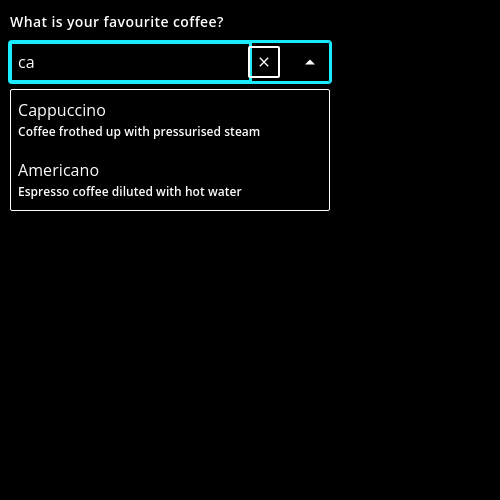 What is your favourite coffee?
ca
Cappuccino
Coffee frothed up with pressurised steam
Americano
Espresso coffee diluted with hot water